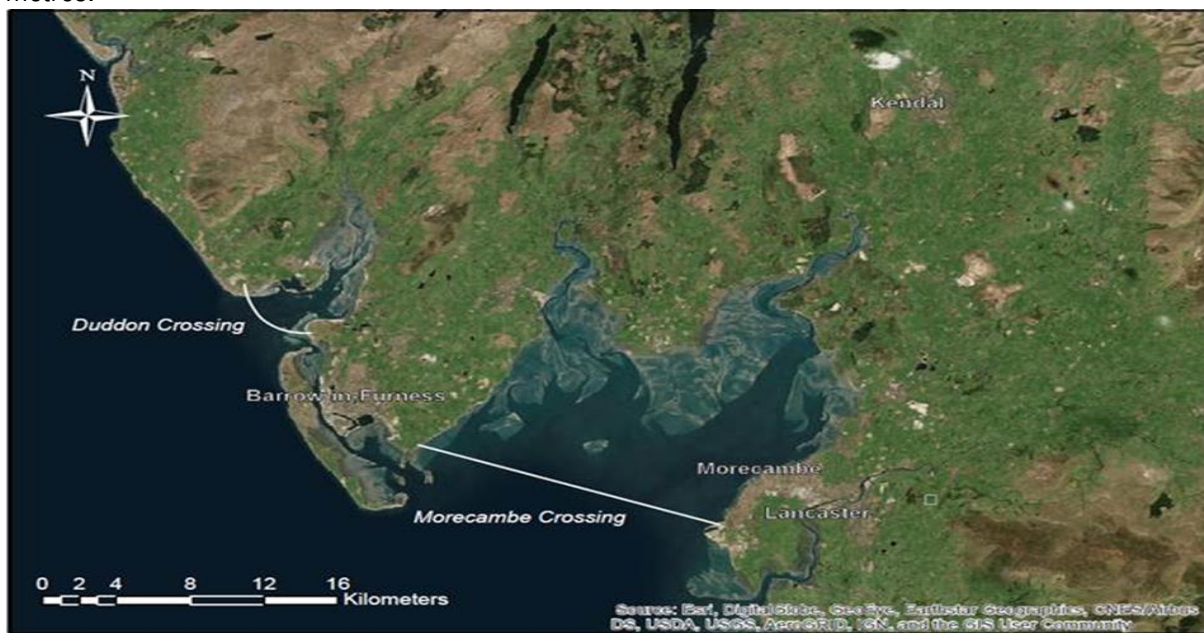 metres.
N
Kendal
Duddon Crossing
Barrow-in-Furness
Morecambe
Lancaster
Morecambe Crossing
0 2 4 8 12 16
Kilometers
Source: Esri, DigitalGlobe, GeoEye, Earthstar Geographics, CNES/Airbus
DS, USDA, USGS, AeroGRID, IGN, and the GIS User Community